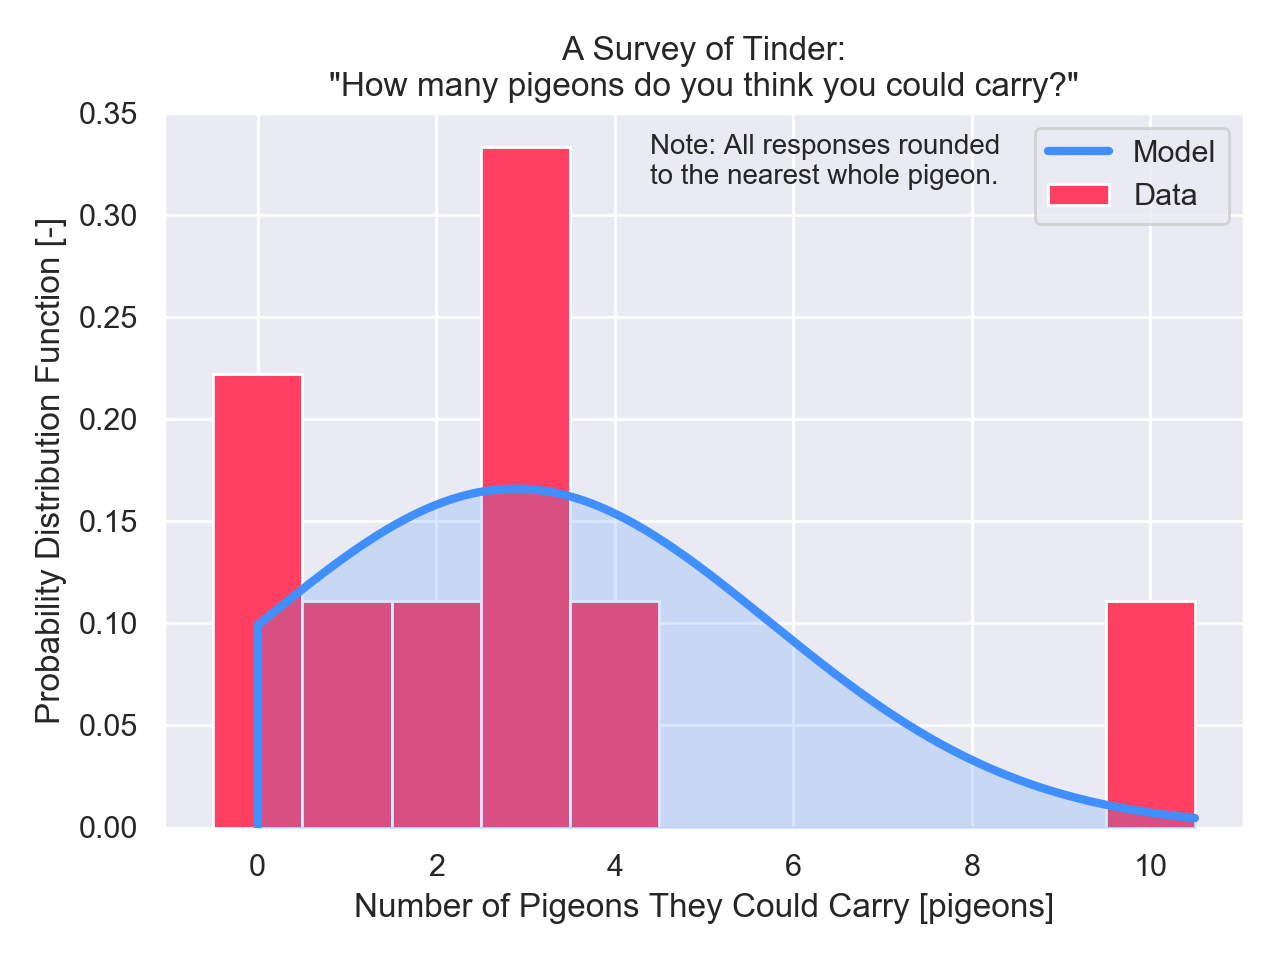 A Survey of Tinder:
"How many pigeons do you think you could carry?"
Note: All responses rounded
to the nearest whole pigeon.
Model
Data
Probability Distribution Function [-]
0.35
0.30
0.25
0.20
0.15
0.10
0.05
0.00
0 2 4 6 8 10
Number of Pigeons They Could Carry [pigeons]